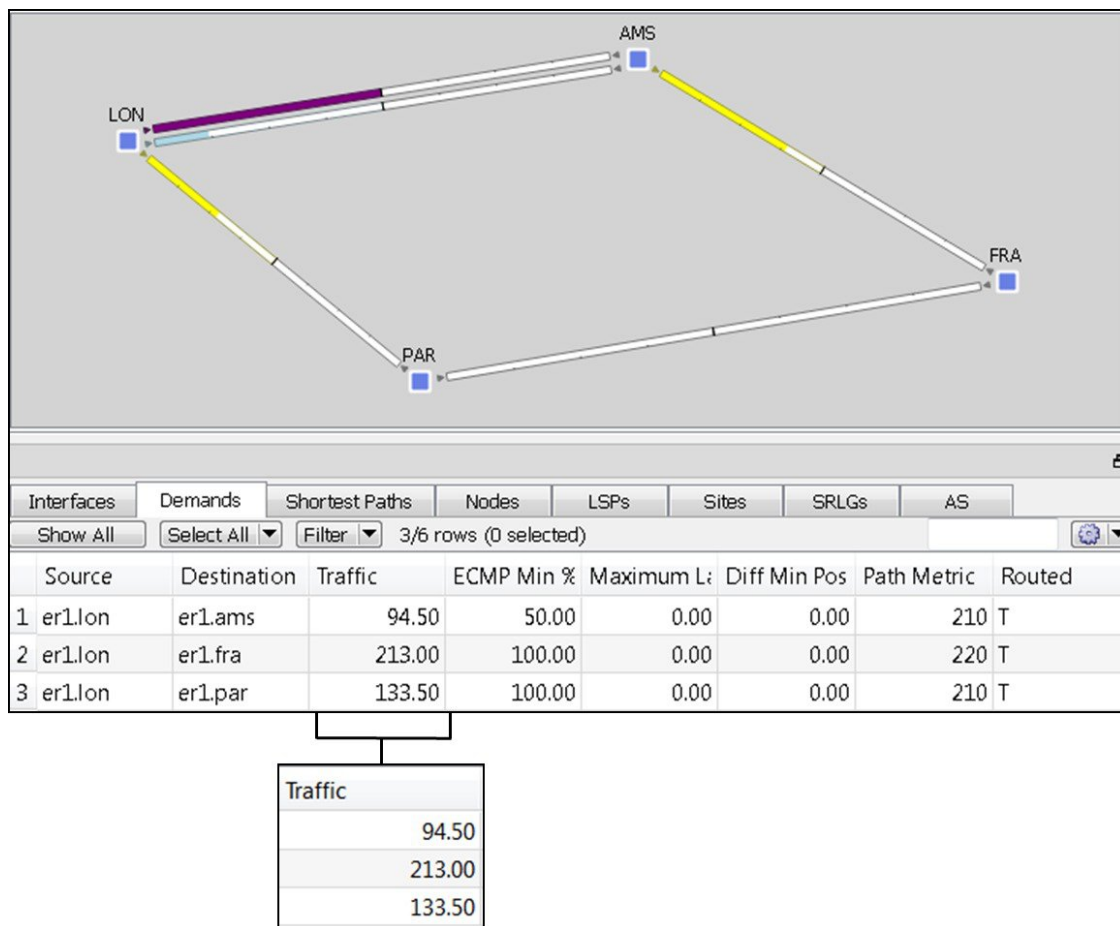 AMS
LON
FRA
PAR
Interfaces Demands Shortest Paths Nodes LSPs Sites SRLGs AS
Show All Select All Filter 3/6 rows (0 selected)
Source Destination Traffic ECMP Min % Maximum La Diff Min Pos Path Metric Routed
1 er1.lon er1.ams 94.50 50.00 0.00 0.00 210 T
2 er1.lon er1.fra 213.00 100.00 0.00 0.00 220 T
3 er1.lon er1.par 133.50 100.00 0.00 0.00 210 T
Traffic
94.50
213.00
133.50